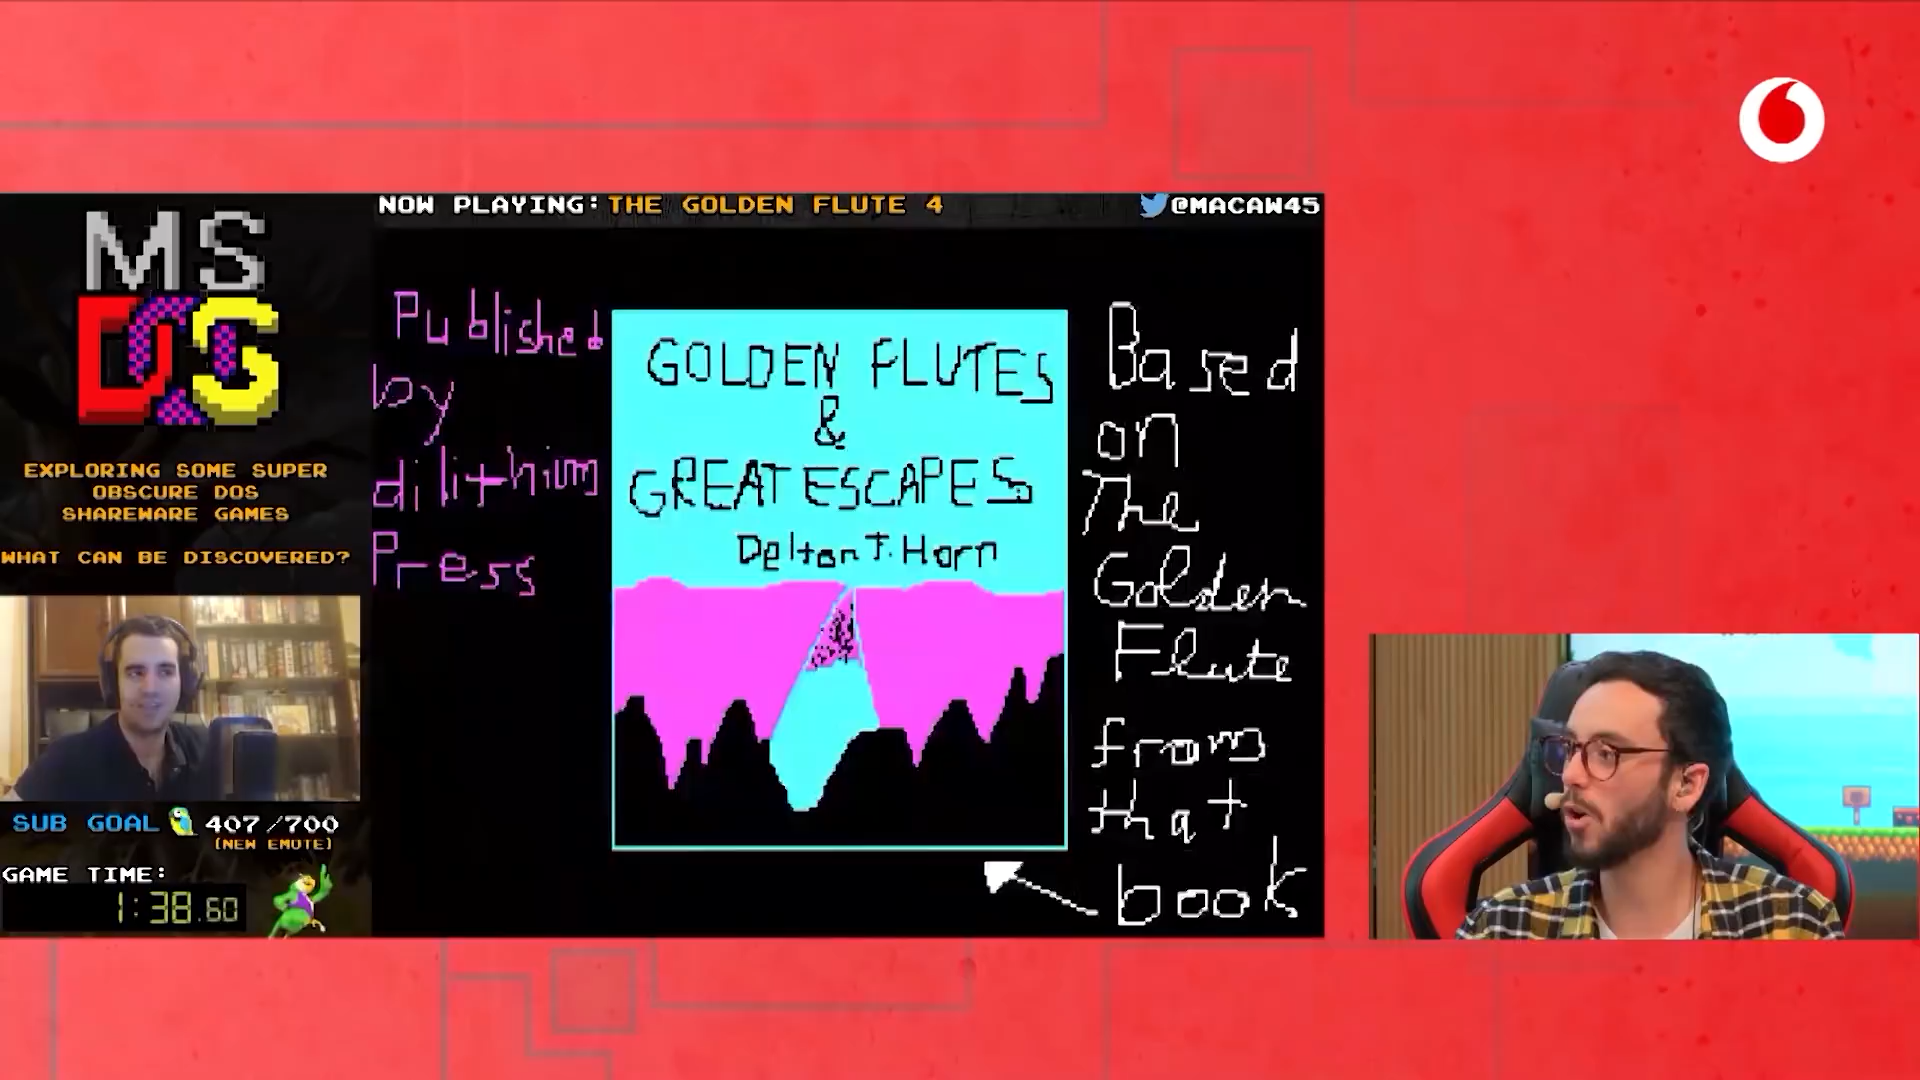 NOW PLAYING: THE GOLDEN FLUTE 4
@MACAW45
MS
DOS
EXPLORING SOME SUPER
OBSCURE DOS
SHAREWARE GAMES
WHAT CAN BE DISCOVERED?
SUB GOAL 407/700
(NEW EMOTE)
GAME TIME:
1:38.60
Published
by
dilithium
Press
GOLDEN FLUTES
&
GREAT ESCAPES
Delton T. Horn
Based
on
The
Golden
Flute
from
that
book